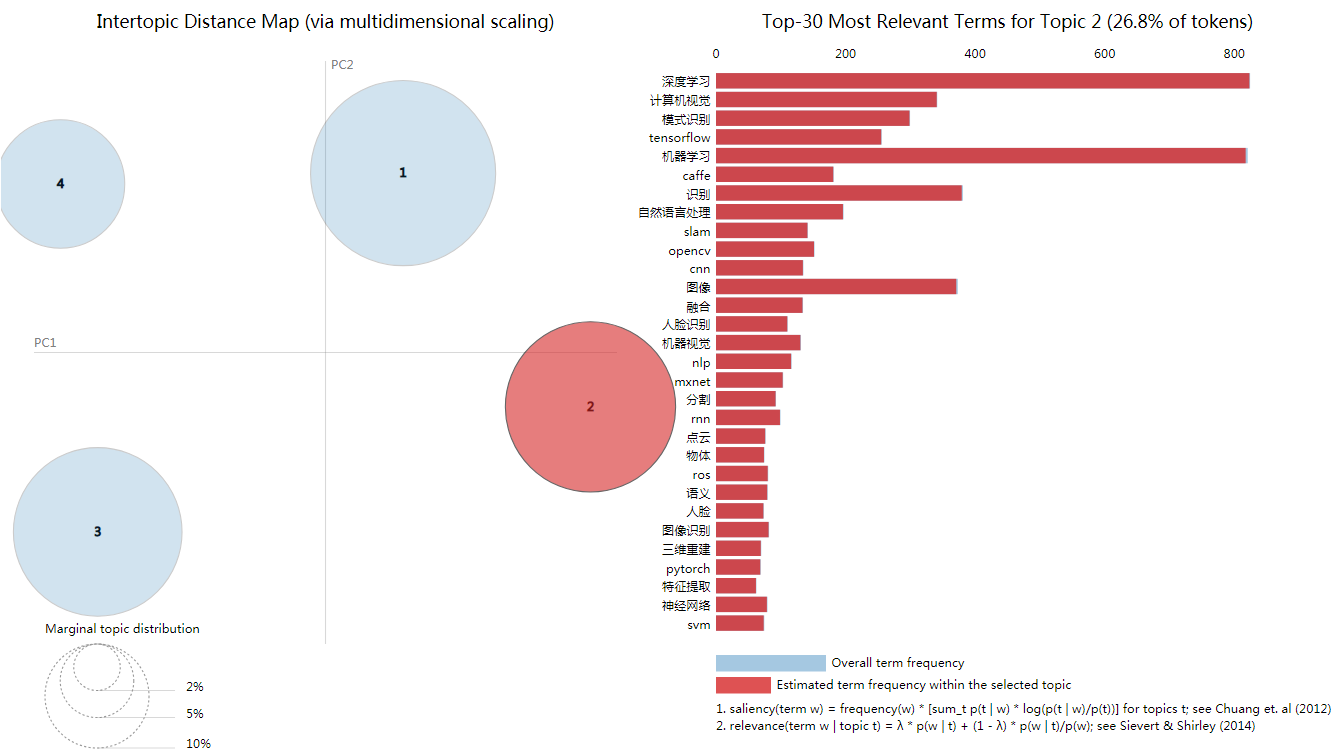 Intertopic Distance Map (via multidimensional scaling)
PC2
PC1
4
1
2
3
Marginal topic distribution
2%
5%
10%
Top-30 Most Relevant Terms for Topic 2 (26.8% of tokens)
0 200 400 600 800
深度学习
计算机视觉
模式识别
tensorflow
机器学习
caffe
识别
自然语言处理
slam
opencv
cnn
图像
融合
人脸识别
机器视觉
nlp
mxnet
分割
rnn
点云
物体
ros
语义
人脸
图像识别
三维重建
pytorch
特征提取
神经网络
svm
Overall term frequency
Estimated term frequency within the selected topic
1. saliency(term w) = frequency(w) * [sum_t p(t | w) * log(p(t | w)/p(t))] for topics t; see Chuang et. al (2012)
2. relevance(term w | topic t) = λ * p(w | t) + (1 - λ) * p(w | t)/p(w); see Sievert & Shirley (2014)